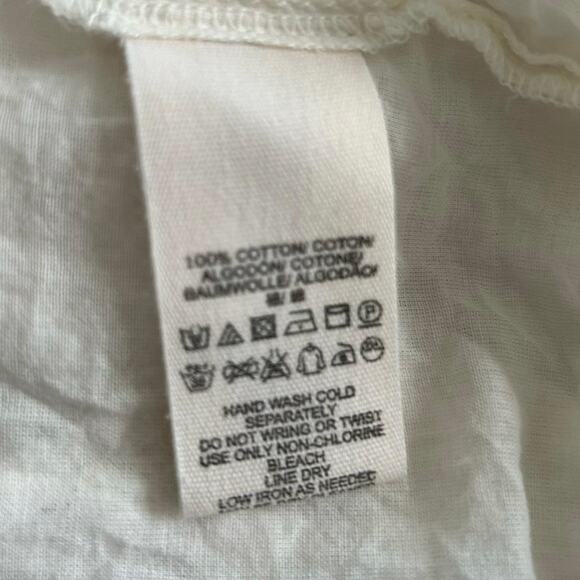 100% COTTON/ COTON/
ALGODON/ COTONE/
BAUMWOLLE/ ALGODÃO/
HAND WASH COLD
SEPARATELY
DO NOT WRING OR TWIST
USE ONLY NON-CHLORINE
BLEACH
LINE DRY
LOW IRON AS NEEDED